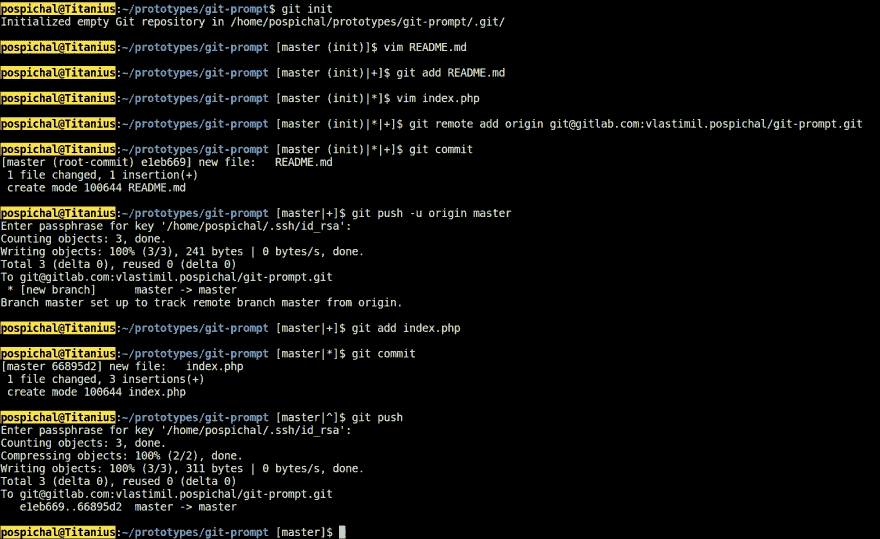 pospichal@Titanius:~/prototypes/git-prompt$ git init
Initialized empty Git repository in /home/pospichal/prototypes/git-prompt/.git/
pospichal@Titanius:~/prototypes/git-prompt [master (init)]$ vim README.md
pospichal@Titanius:~/prototypes/git-prompt [master (init)|+]$ git add README.md
pospichal@Titanius:~/prototypes/git-prompt [master (init)|*]$ vim index.php
pospichal@Titanius:~/prototypes/git-prompt [master (init)|*|+]$ git remote add origin git@gitlab.com:vlastimil.pospichal/git-prompt.git
pospichal@Titanius:~/prototypes/git-prompt [master (init)|*|+]$ git commit
[master (root-commit) e1eb669] new file:   README.md
 1 file changed, 1 insertion(+)
 create mode 100644 README.md
pospichal@Titanius:~/prototypes/git-prompt [master|+]$ git push -u origin master
Enter passphrase for key '/home/pospichal/.ssh/id_rsa':
Counting objects: 3, done.
Writing objects: 100% (3/3), 241 bytes | 0 bytes/s, done.
Total 3 (delta 0), reused 0 (delta 0)
To git@gitlab.com:vlastimil.pospichal/git-prompt.git
 * [new branch]      master -> master
Branch master set up to track remote branch master from origin.
pospichal@Titanius:~/prototypes/git-prompt [master|+]$ git add index.php
pospichal@Titanius:~/prototypes/git-prompt [master|*]$ git commit
[master 66895d2] new file:   index.php
 1 file changed, 3 insertions(+)
 create mode 100644 index.php
pospichal@Titanius:~/prototypes/git-prompt [master|^]$ git push
Enter passphrase for key '/home/pospichal/.ssh/id_rsa':
Counting objects: 3, done.
Compressing objects: 100% (2/2), done.
Writing objects: 100% (3/3), 311 bytes | 0 bytes/s, done.
Total 3 (delta 0), reused 0 (delta 0)
To git@gitlab.com:vlastimil.pospichal/git-prompt.git
   e1eb669..66895d2  master -> master
pospichal@Titanius:~/prototypes/git-prompt [master]$